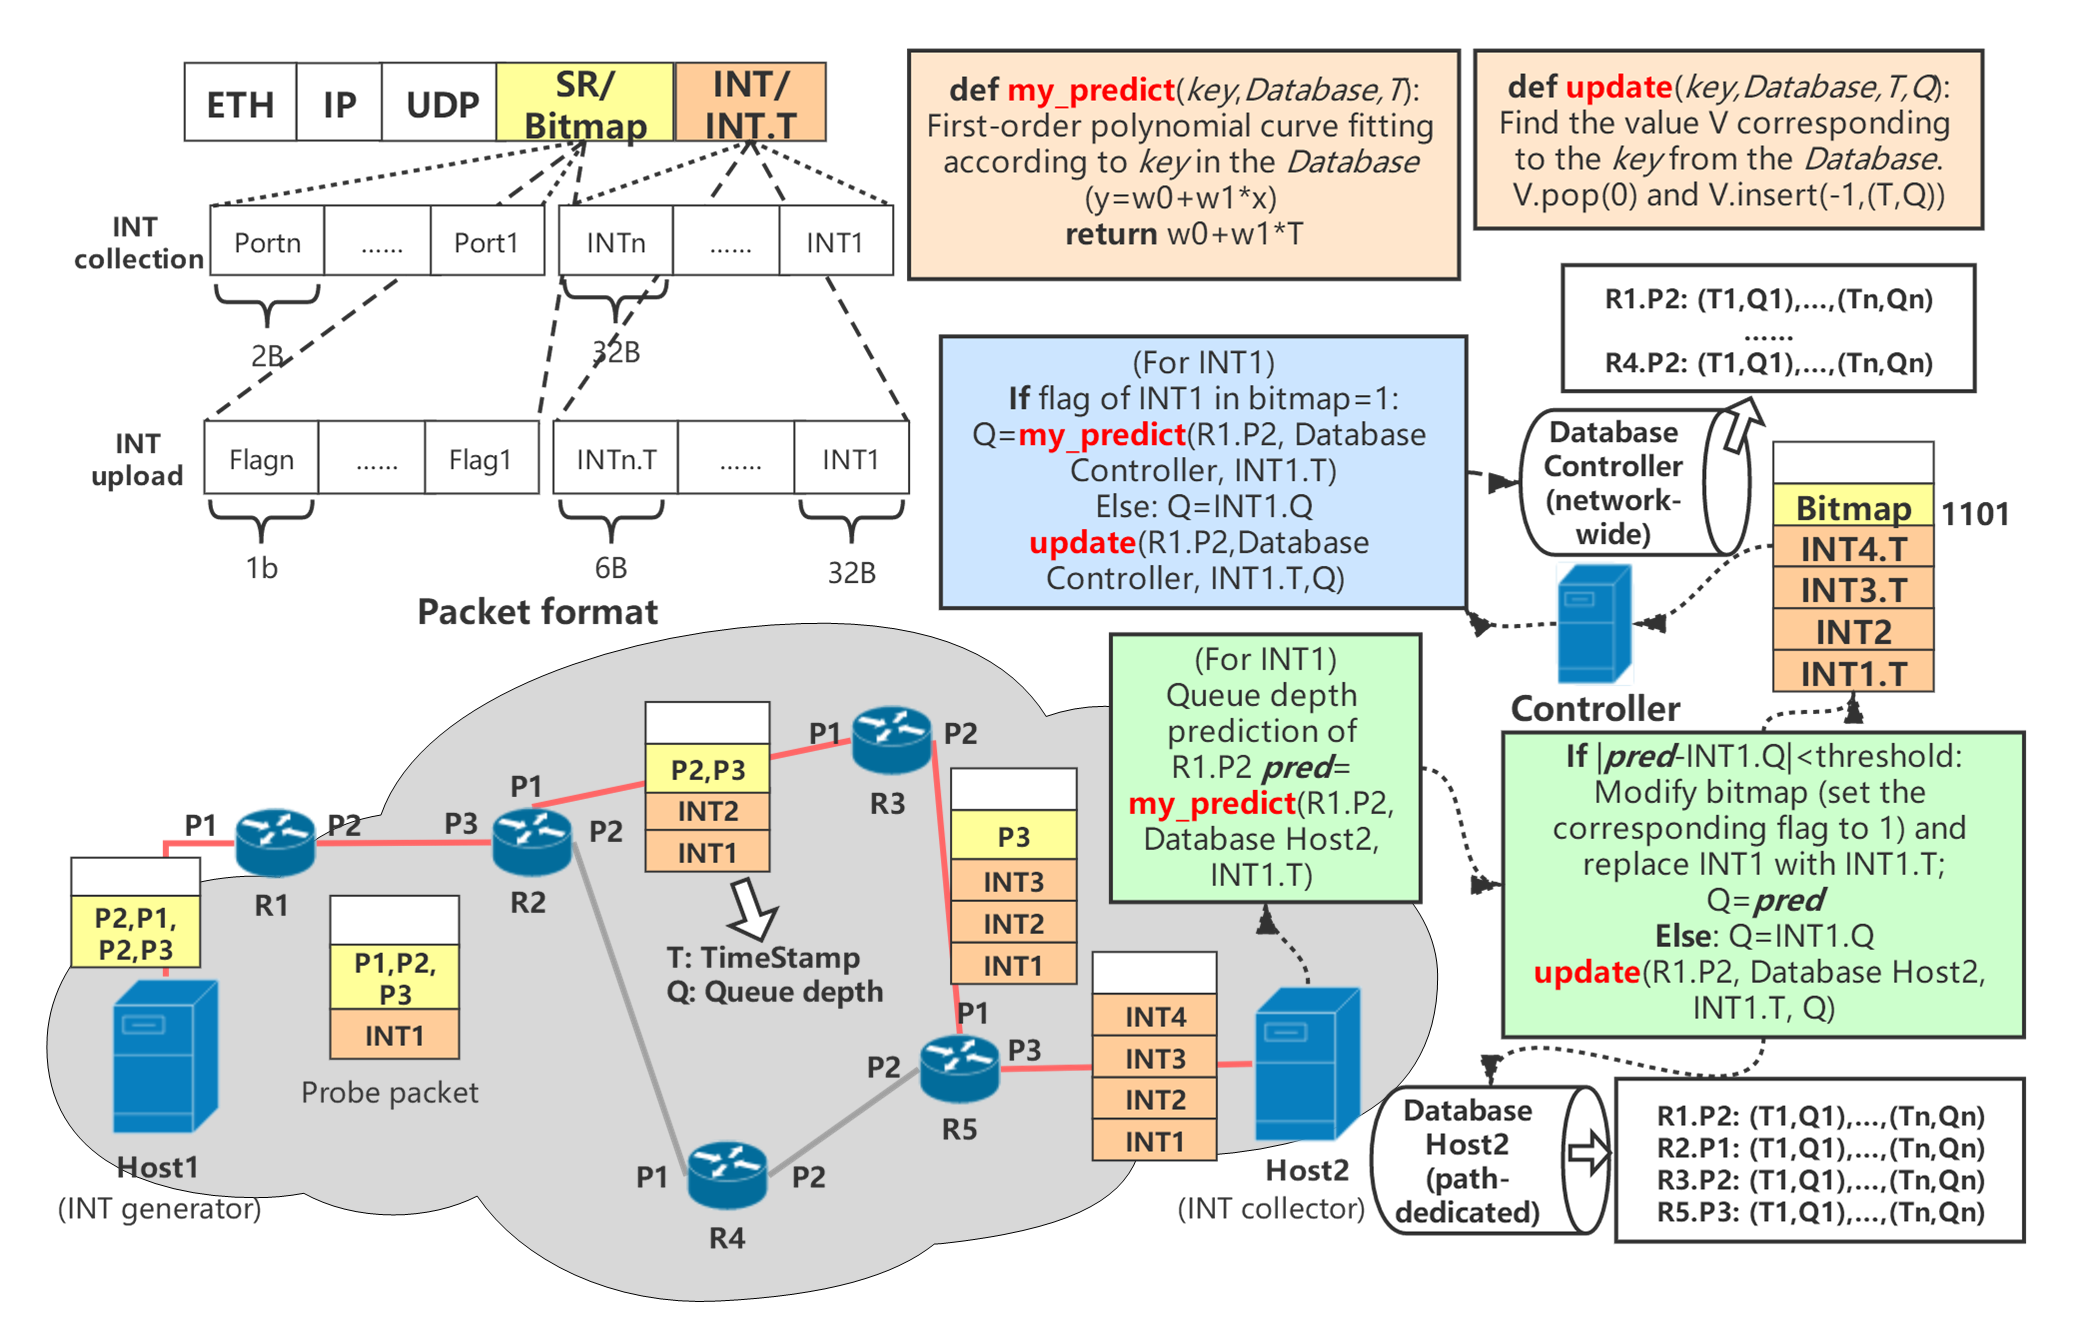 ETH
IP
UDP
SR/
Bitmap
INT/
INT.T
INT
collection
Portn
......
Port1
INTn
......
INT1
2B
32B
INT
upload
Flagn
......
Flag1
INTn.T
......
INT1
1b
6B
32B
Packet format
def my_predict(key,Database,T):
First-order polynomial curve fitting
according to key in the Database
(y=w0+w1*x)
return w0+w1*T
def update(key,Database,T,Q):
Find the value V corresponding
to the key from the Database.
V.pop(0) and V.insert(-1,(T,Q))
R1.P2: (T1,Q1),...,(Tn,Qn)
......
R4.P2: (T1,Q1),...,(Tn,Qn)
(For INT1)
If flag of INT1 in bitmap=1:
Q=my_predict(R1.P2, Database
Controller, INT1.T)
Else: Q=INT1.Q
update(R1.P2,Database
Controller, INT1.T,Q)
Database
Controller
(network-
wide)
Bitmap
1101
INT4.T
INT3.T
INT2
INT1.T
Controller
(For INT1)
Queue depth
prediction of
R1.P2 pred=
my_predict(R1.P2,
Database Host2,
INT1.T)
If |pred-INT1.Q|<threshold:
Modify bitmap (set the
corresponding flag to 1) and
replace INT1 with INT1.T;
Q=pred
Else: Q=INT1.Q
update(R1.P2, Database Host2,
INT1.T, Q)
P1
R1
P2
P3
P1
R2
P2
P2,P3
INT2
INT1
P1
R3
P2
P3
INT3
INT2
INT1
P2,P1,
P2,P3
P1,P2,
P3
INT1
Probe packet
T: TimeStamp
Q: Queue depth
Host1
(INT generator)
P1
R4
P2
P2
P1
R5
P3
INT4
INT3
INT2
INT1
Host2
(INT collector)
Database
Host2
(path-
dedicated)
R1.P2: (T1,Q1),...,(Tn,Qn)
R2.P1: (T1,Q1),...,(Tn,Qn)
R3.P2: (T1,Q1),...,(Tn,Qn)
R5.P3: (T1,Q1),...,(Tn,Qn)